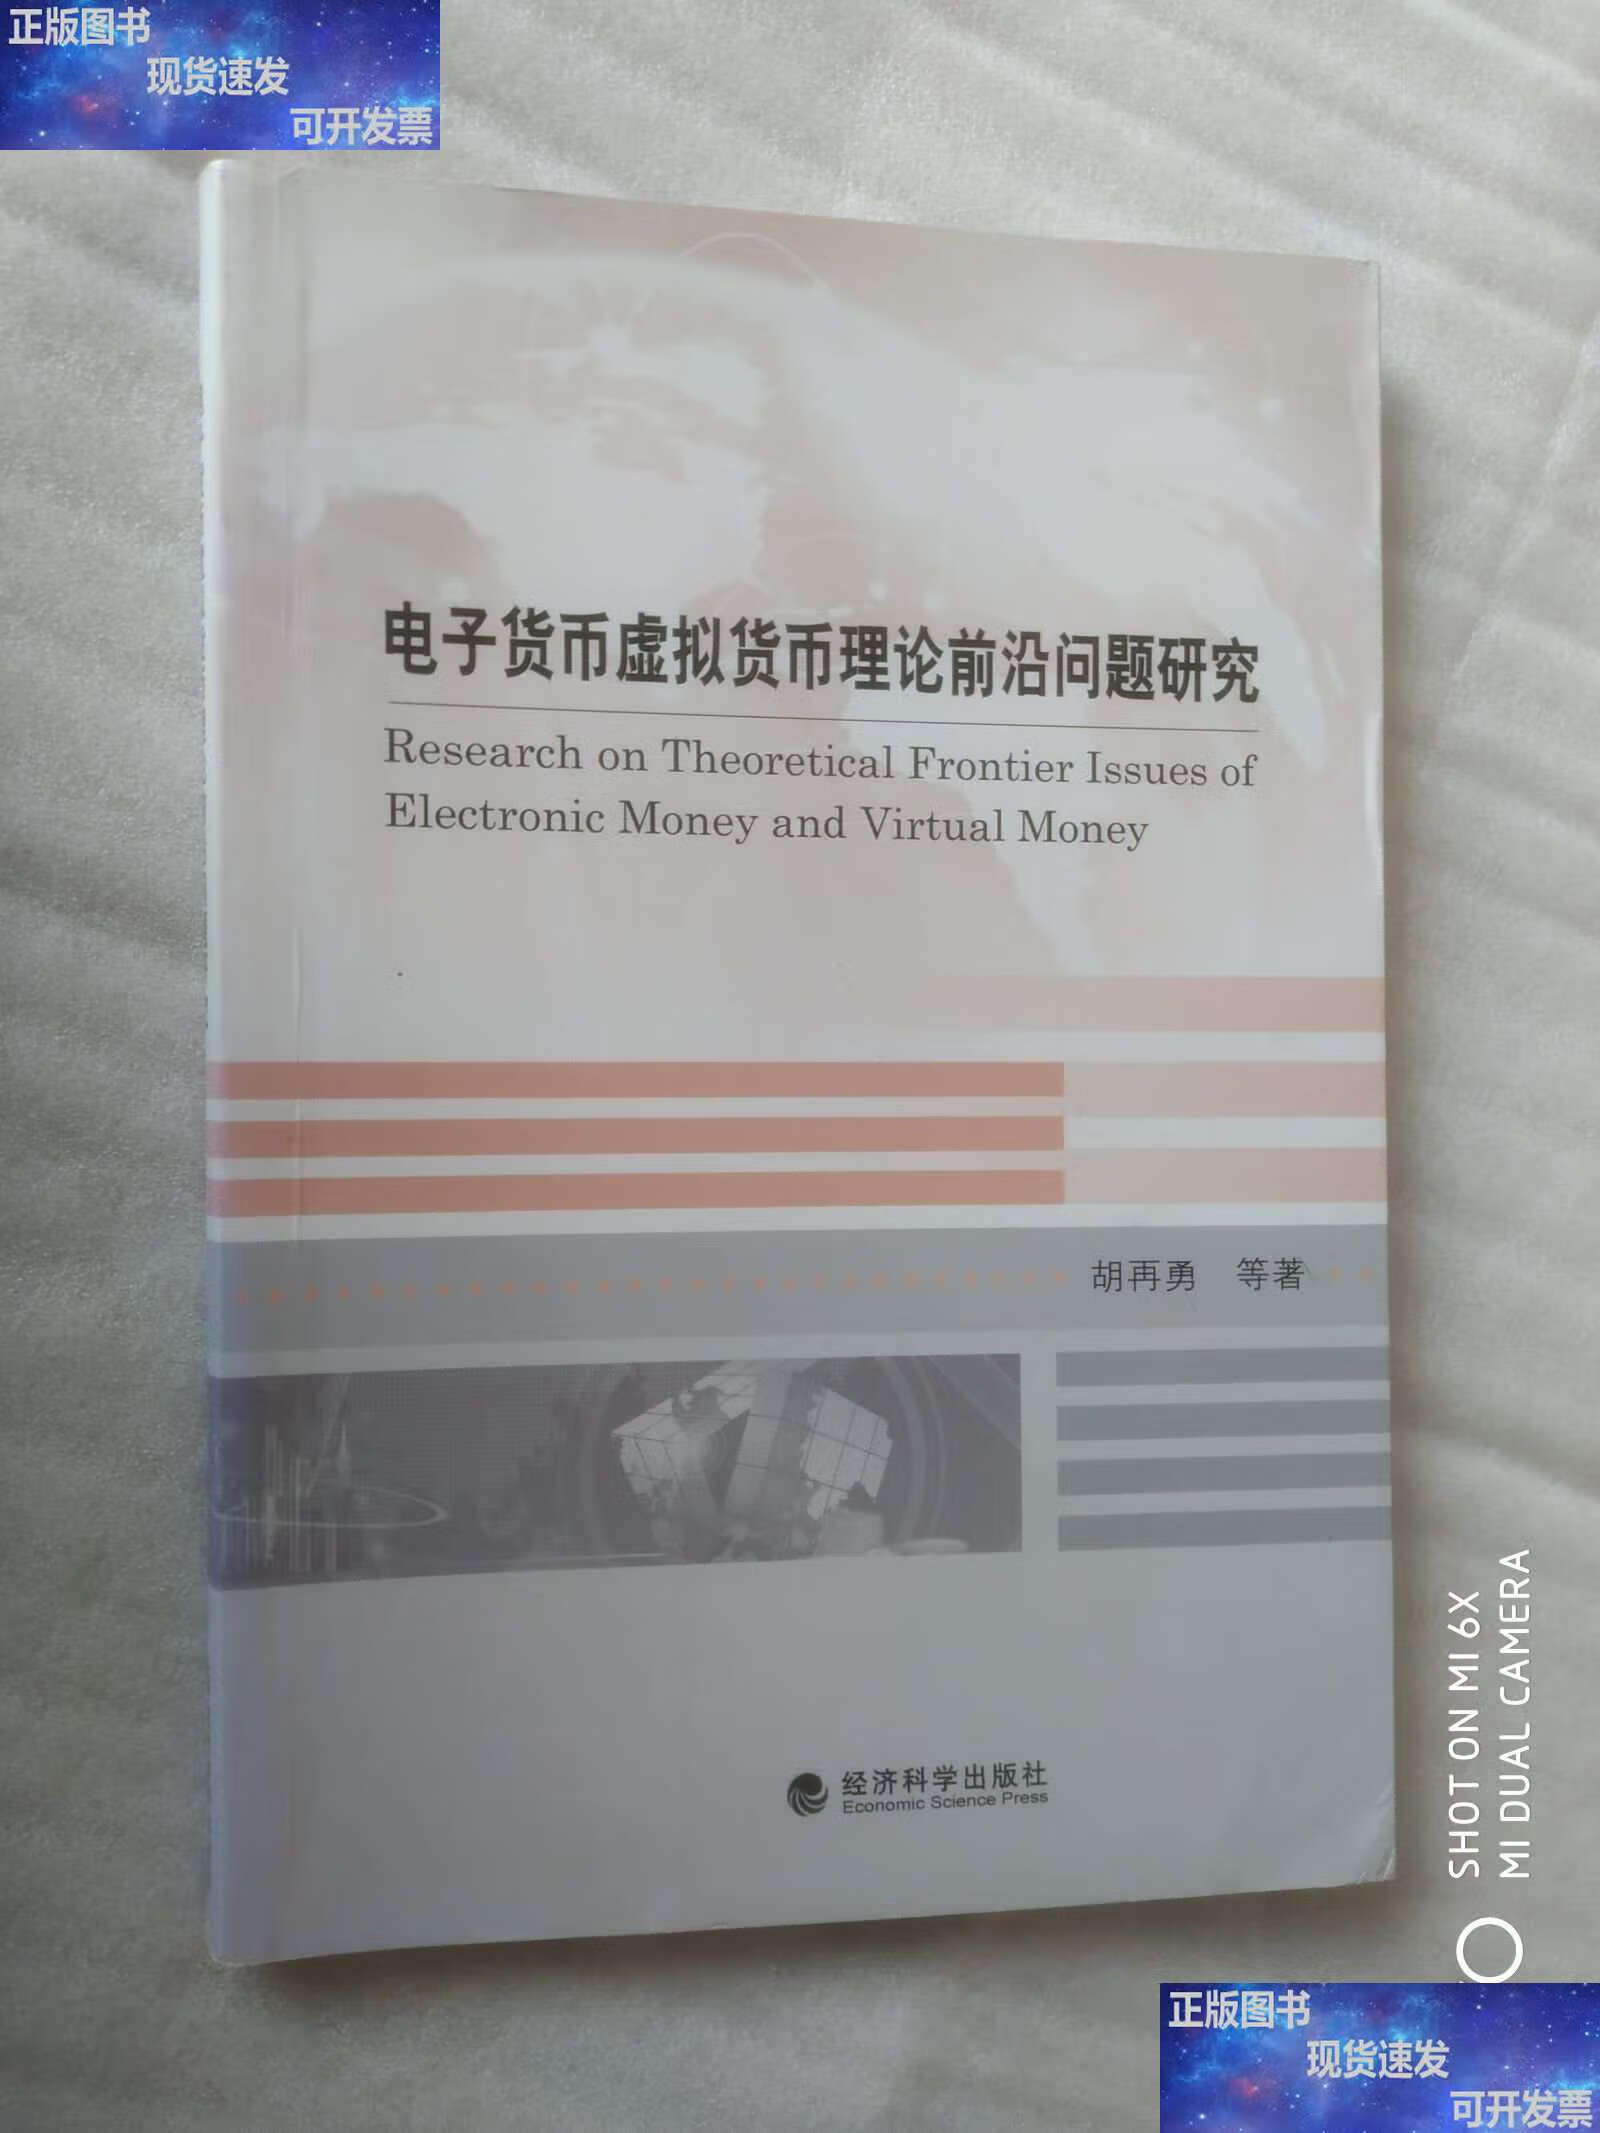 正版图书
现货速发
可开发票
电子货币虚拟货币理论前沿问题研究
Research on Theoretical Frontier Issues of
Electronic Money and Virtual Money
胡再勇 等著
经济科学出版社
Economic Science Press
SHOT ON MI 6X
MI DUAL CAMERA
正版图书
现货速发
可开发票